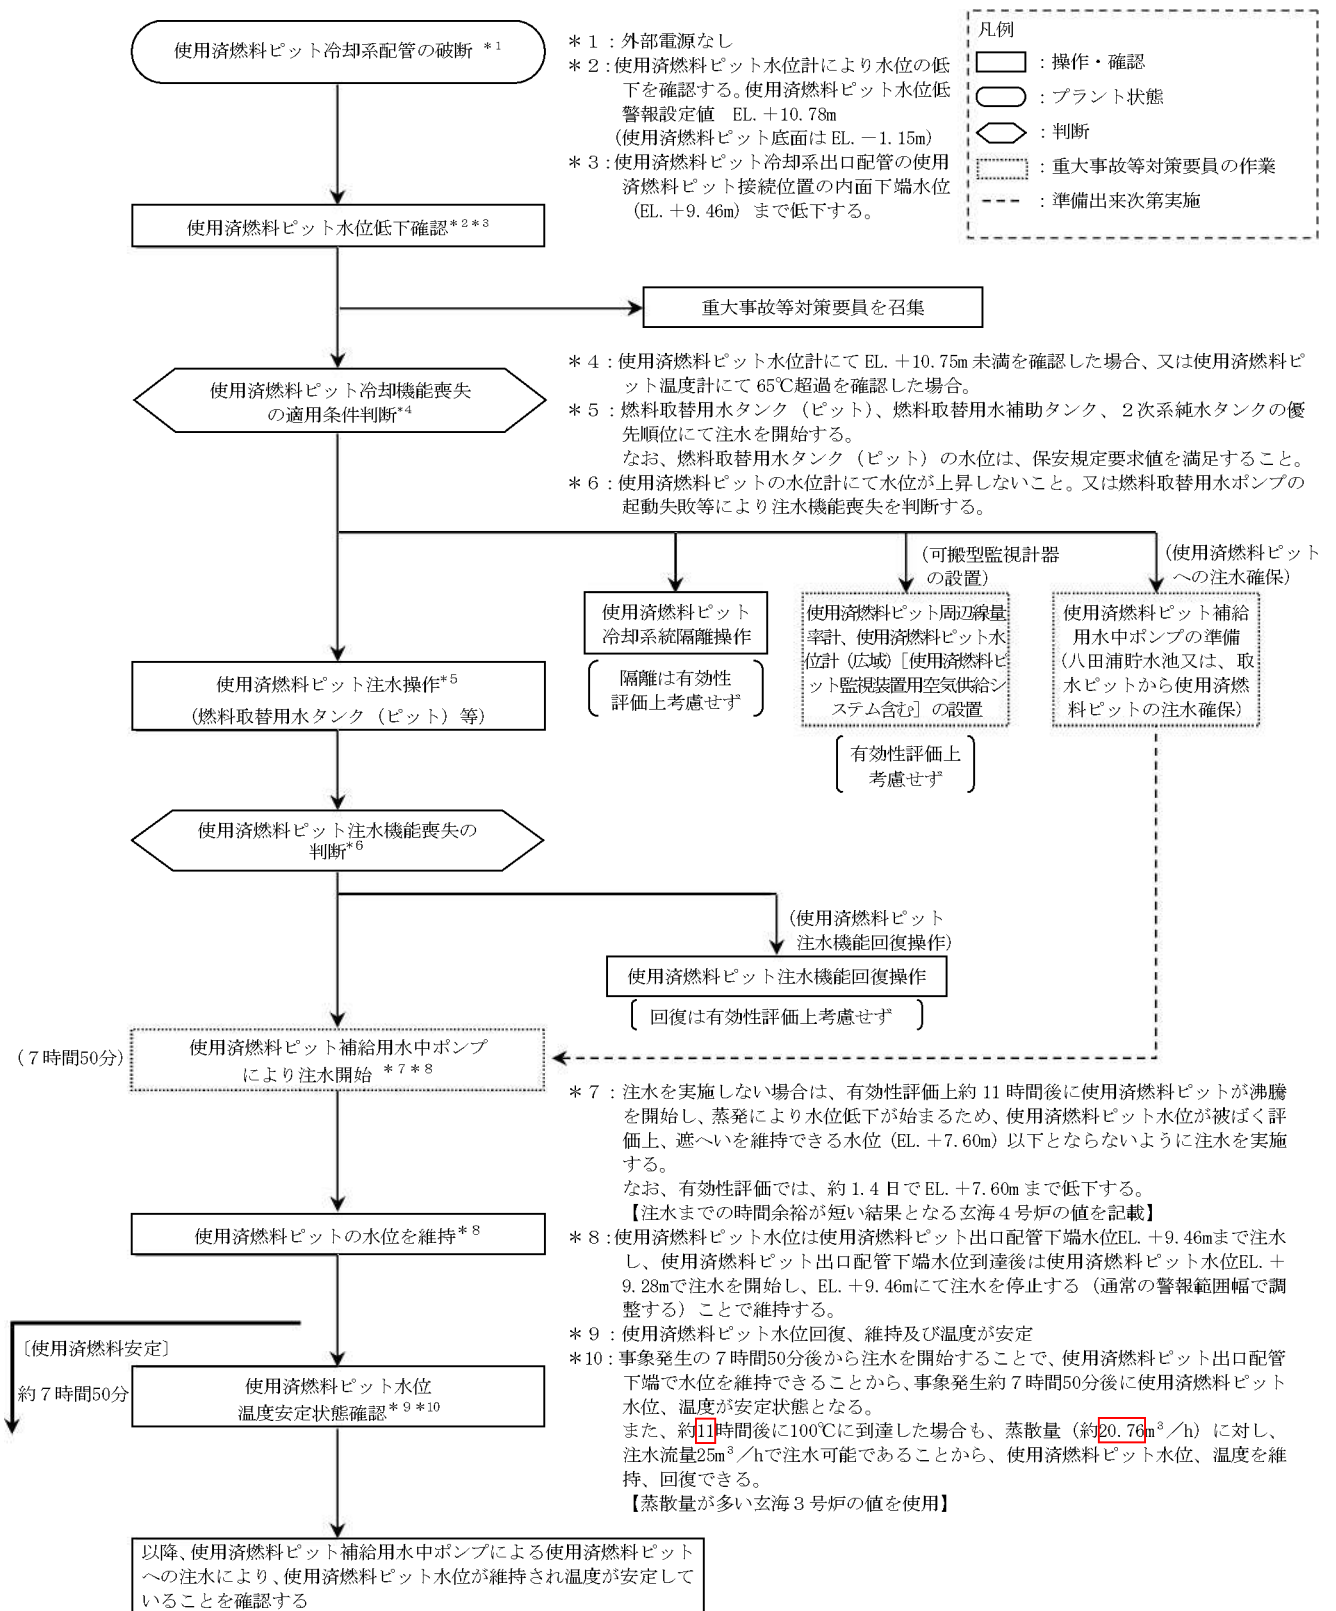 使用済燃料ピット冷却系配管の破断 *1
*1：外部電源なし
*2：使用済燃料ピット水位計により水位の低
下を確認する。使用済燃料ピット水位低
警報設定値　EL.＋10.78m
(使用済燃料ピット底面は EL.－1.15m)
*3：使用済燃料ピット冷却系出口配管の使用
済燃料ピット接続位置の内面下端水位
(EL.＋9.46m) まで低下する。
凡例
：操作・確認
：プラント状態
：判断
：重大事故等対策要員の作業
：準備出来次第実施
使用済燃料ピット水位低下確認*2*3
重大事故等対策要員を召集
使用済燃料ピット冷却機能喪失
の適用条件判断*4
*4：使用済燃料ピット水位計にて EL.＋10.75m 未満を確認した場合、又は使用済燃料ピ
ット温度計にて 65℃超過を確認した場合。
*5：燃料取替用水タンク（ピット）、燃料取替用水補助タンク、２次系純水タンクの優
先順位にて注水を開始する。
なお、燃料取替用水タンク（ピット）の水位は、保安規定要求値を満足すること。
*6：使用済燃料ピットの水位計にて水位が上昇しないこと。又は燃料取替用水ポンプの
起動失敗等により注水機能喪失を判断する。
(可搬型監視計器
の設置)
(使用済燃料ピット
への注水確保)
使用済燃料ピット
冷却系統隔離操作
隔離は有効性
評価上考慮せず
使用済燃料ピット周辺線量
率計、使用済燃料ピット水
位計（広域）［使用済燃料ピ
ット監視装置用空気供給シ
ステム含む］の設置
有効性評価上
考慮せず
使用済燃料ピット補給
用水中ポンプの準備
(八田浦貯水池又は、取
水ピットから使用済燃
料ピットの注水確保)
使用済燃料ピット注水操作*5
(燃料取替用水タンク（ピット）等)
使用済燃料ピット注水機能喪失の
判断*6
(使用済燃料ピット
注水機能回復操作)
使用済燃料ピット注水機能回復操作
回復は有効性評価上考慮せず
(７時間50分)
使用済燃料ピット補給用水中ポンプ
により注水開始 *7*8
*7：注水を実施しない場合は、有効性評価上約 11 時間後に使用済燃料ピットが沸騰
を開始し、蒸発により水位低下が始まるため、使用済燃料ピット水位が被ばく評
価上、遮へいを維持できる水位（EL.＋7.60m）以下とならないように注水を実施
する。
なお、有効性評価では、約 1.4 日で EL.＋7.60m まで低下する。
【注水までの時間余裕が短い結果となる玄海４号炉の値を記載】
使用済燃料ピットの水位を維持*8
*8：使用済燃料ピット水位は使用済燃料ピット出口配管下端水位EL.＋9.46mまで注水
し、使用済燃料ピット出口配管下端水位到達後は使用済燃料ピット水位EL.＋
9.28mで注水を開始し、EL.＋9.46mにて注水を停止する（通常の警報範囲幅で調
整する）ことで維持する。
*9：使用済燃料ピット水位回復、維持及び温度が安定
*10：事象発生の７時間50分後から注水を開始することで、使用済燃料ピット出口配管
下端で水位を維持できることから、事象発生約７時間50分後に使用済燃料ピット
水位、温度が安定状態となる。
また、約11時間後に100℃に到達した場合も、蒸散量（約20.76m³／h）に対し、
注水流量25m³／hで注水可能であることから、使用済燃料ピット水位、温度を維
持、回復できる。
【蒸散量が多い玄海３号炉の値を使用】
〔使用済燃料安定〕
約７時間50分
使用済燃料ピット水位
温度安定状態確認*9*10
以降、使用済燃料ピット補給用水中ポンプによる使用済燃料ピット
への注水により、使用済燃料ピット水位が維持され温度が安定して
いることを確認する